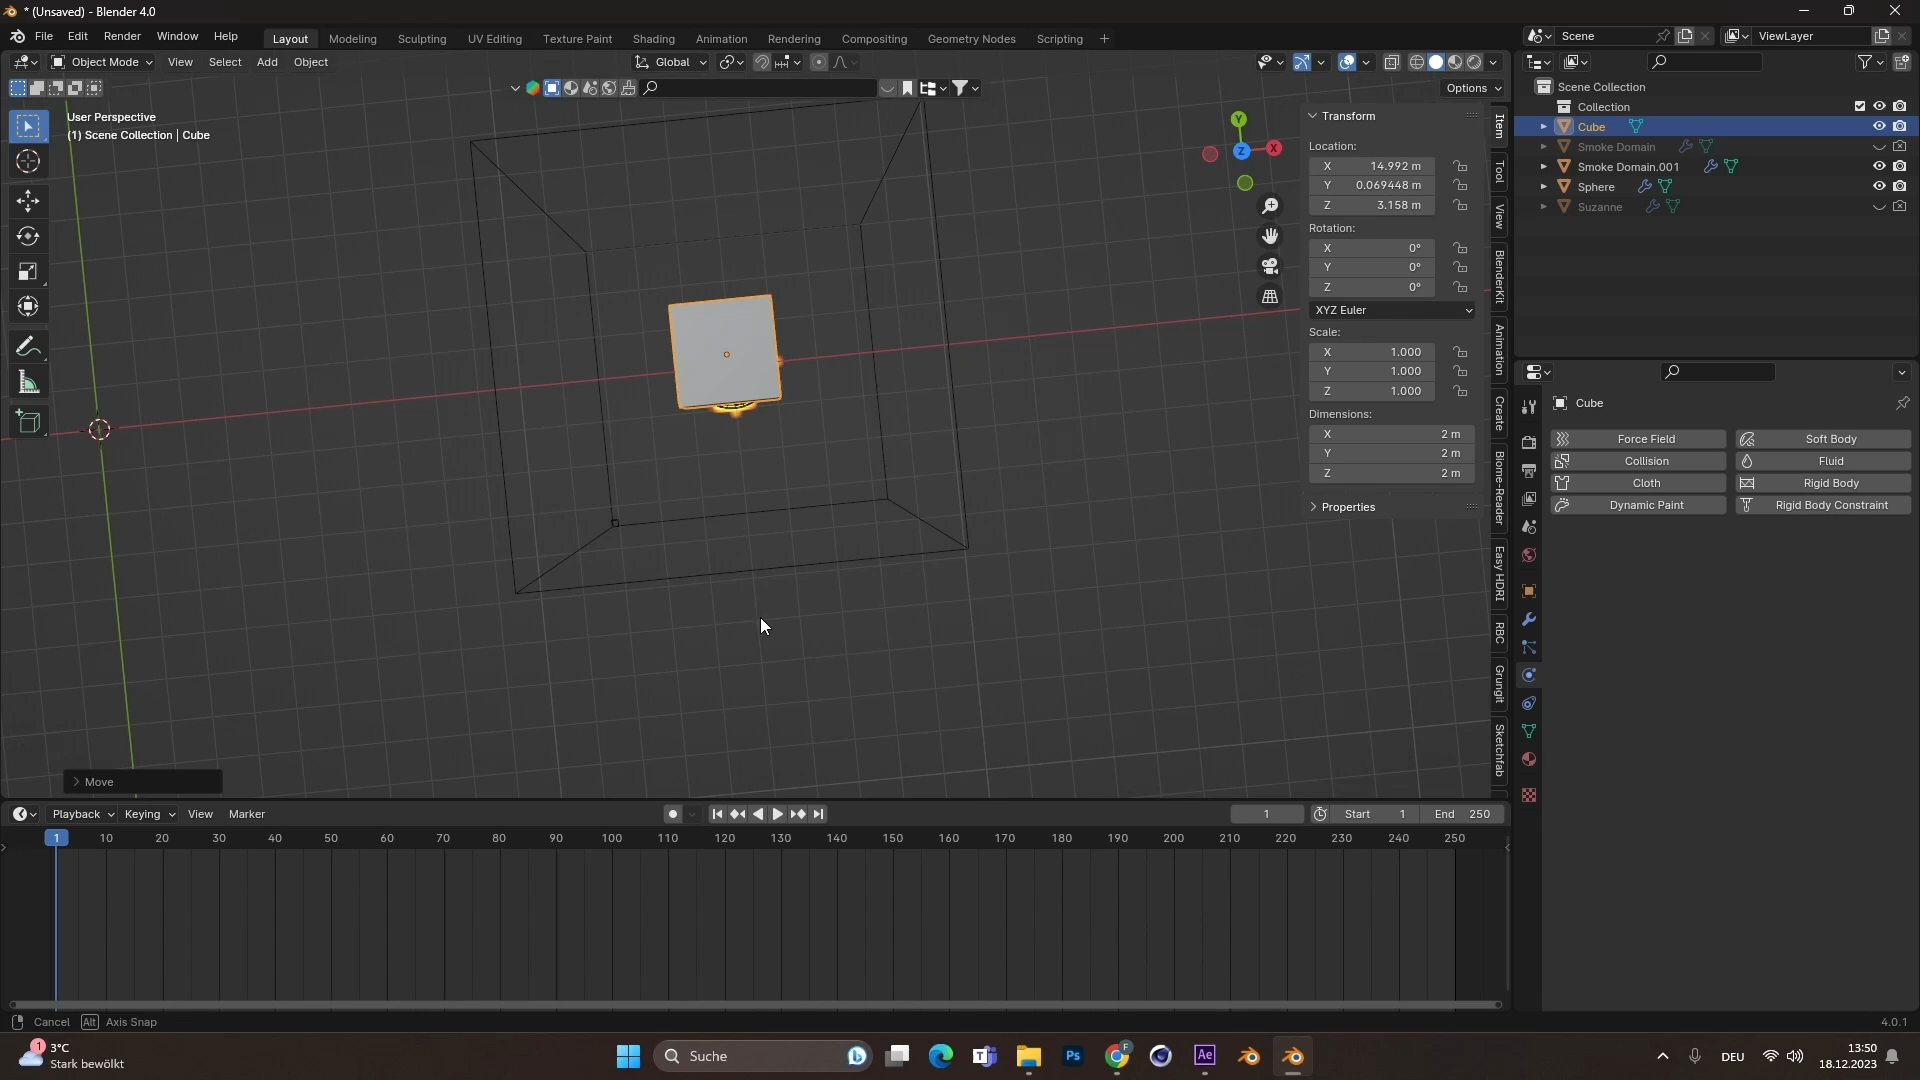 * (Unsaved) - Blender 4.0
File Edit Render Window Help
Layout Modeling Sculpting UV Editing Texture Paint Shading Animation Rendering Compositing Geometry Nodes Scripting +
Scene
ViewLayer
Object Mode View Select Add Object
Global
Options
User Perspective
(1) Scene Collection | Cube
Y
X
Z
Transform
Location:
X 14.992 m
Y 0.069448 m
Z 3.158 m
Rotation:
X 0°
Y 0°
Z 0°
XYZ Euler
Scale:
X 1.000
Y 1.000
Z 1.000
Dimensions:
X 2 m
Y 2 m
Z 2 m
Properties
Item
Tool
View
BlenderKit
Animation
Create
Biome-Reader
Easy HDRI
RBC
Grungit
Sketchfab
Scene Collection
Collection
Cube
Smoke Domain
Smoke Domain.001
Sphere
Suzanne
Cube
Force Field Soft Body
Collision Fluid
Cloth Rigid Body
Dynamic Paint Rigid Body Constraint
Move
Playback Keying View Marker
1
Start 1 End 250
1 10 20 30 40 50 60 70 80 90 100 110 120 130 140 150 160 170 180 190 200 210 220 230 240 250
Cancel Alt Axis Snap
4.0.1
1
3°C
Stark bewölkt
Suche
Ps
F
Ae
DEU
13:50
18.12.2023